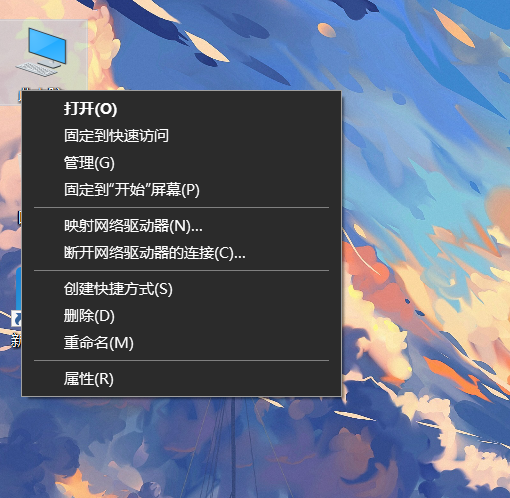 打开(O)
固定到快速访问
管理(G)
固定到“开始”屏幕(P)
映射网络驱动器(N)...
断开网络驱动器的连接(C)...
创建快捷方式(S)
删除(D)
重命名(M)
属性(R)